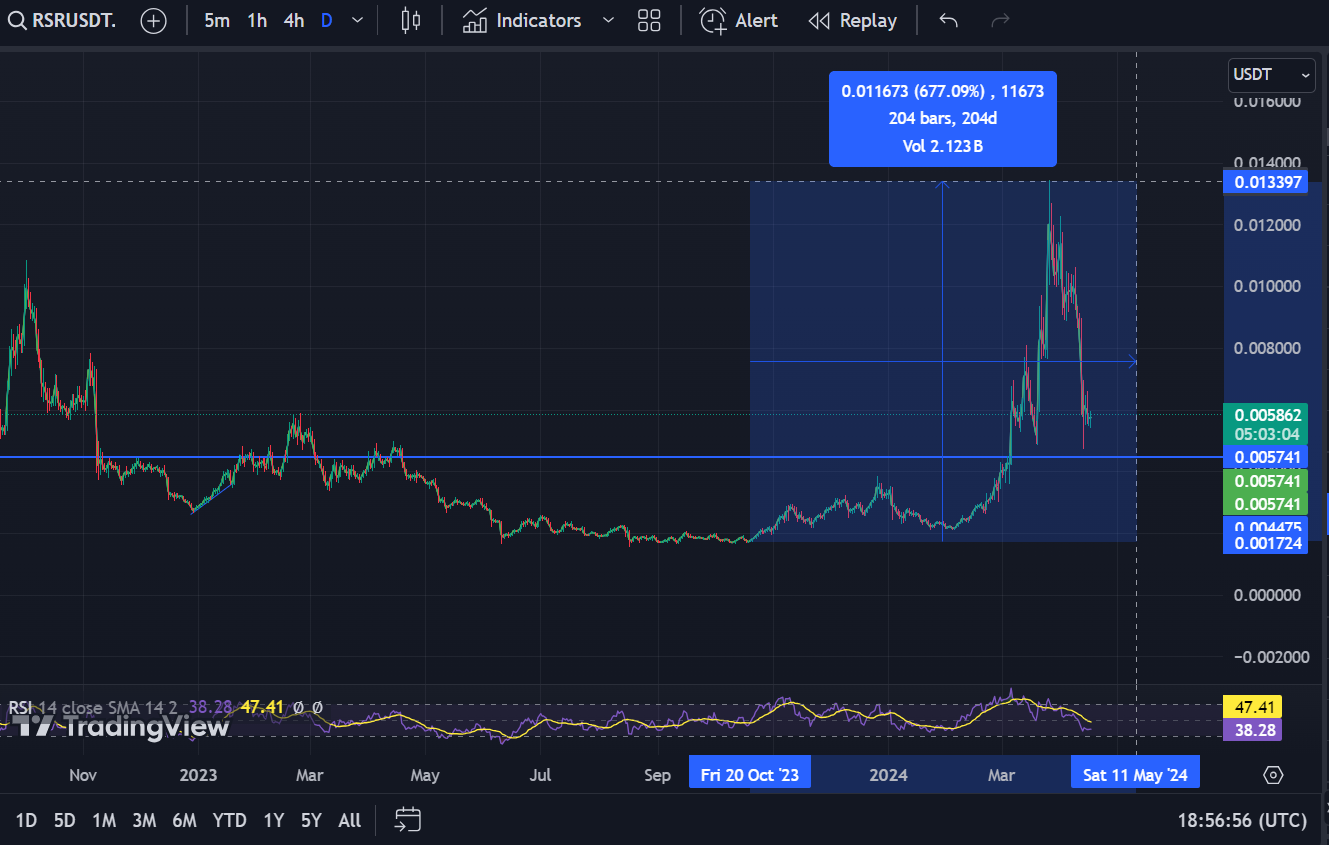 RSRUSDT. 5m 1h 4h D Indicators Alert Replay
USDT
0.011673 (677.09%) , 11673
204 bars, 204d
Vol 2.123B
0.016000
0.014000
0.013397
0.012000
0.010000
0.008000
0.005862
05:03:04
0.005741
0.005741
0.005741
0.004475
0.001724
0.000000
−0.002000
RSI 14 close SMA 14 2 38.28 47.41 Ø Ø
TradingView
47.41
38.28
Nov 2023 Mar May Jul Sep Fri 20 Oct '23 2024 Mar Sat 11 May '24
1D 5D 1M 3M 6M YTD 1Y 5Y All 18:56:56 (UTC)